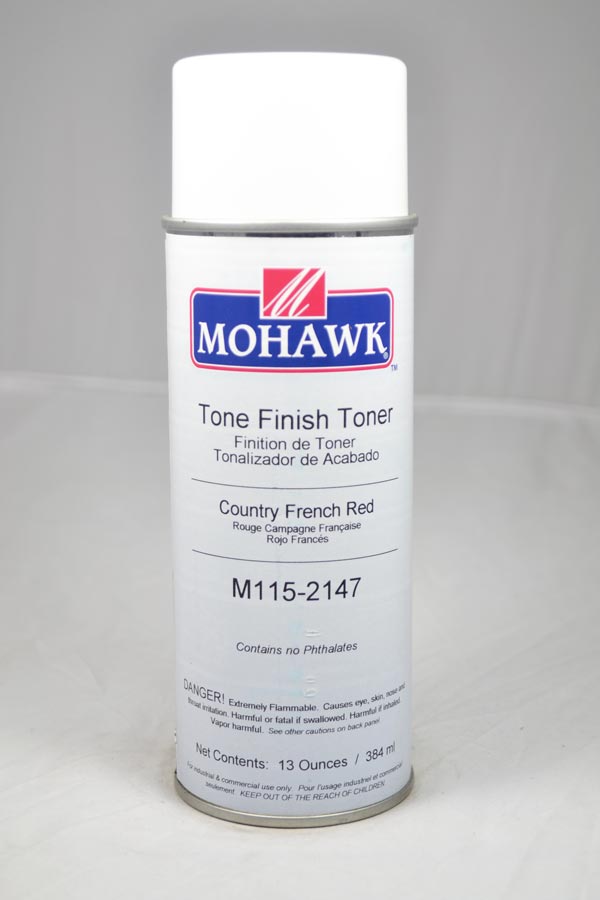 M
MOHAWK®
™
Tone Finish Toner
Finition de Toner
Tonalizador de Acabado
Country French Red
Rouge Campagne Française
Rojo Francés
M115-2147
Contains no Phthalates
DANGER! Extremely Flammable. Causes eye, skin, nose and
throat irritation. Harmful or fatal if swallowed. Harmful if inhaled.
Vapor harmful. See other cautions on back panel.
Net Contents: 13 Ounces / 384 ml
For industrial & commercial use only Pour l'usage industriel et commercial
seulement KEEP OUT OF THE REACH OF CHILDREN.